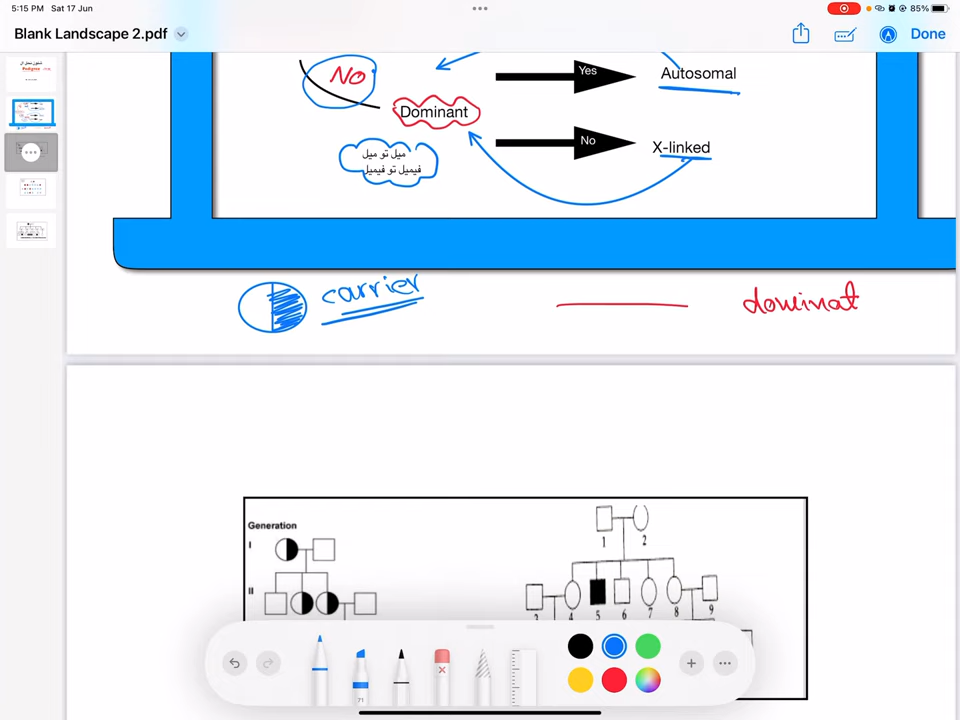 5:15 PM Sat 17 Jun
85%
Blank Landscape 2.pdf
Done
No
Yes
Autosomal
Dominant
No
X-linked
ميل تو ميل
فيميل تو فيميل
carrier
dominat
Generation
I
1 2
II
3 4 5 6 7 8 9
71